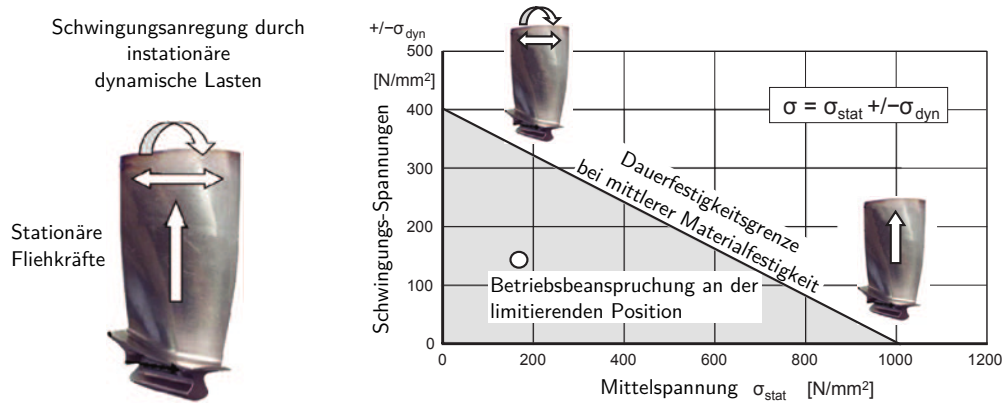 Schwingungsanregung durch
instationäre
dynamische Lasten
Stationäre
Fliehkräfte
+/−σdyn
500
[N/mm²]
400
300
200
100
0
Schwingungs-Spannungen
σ = σstat +/−σdyn
Dauerfestigkeitsgrenze
bei mittlerer Materialfestigkeit
Betriebsbeanspruchung an der
limitierenden Position
0 200 400 600 800 1000 1200
Mittelspannung σstat [N/mm²]